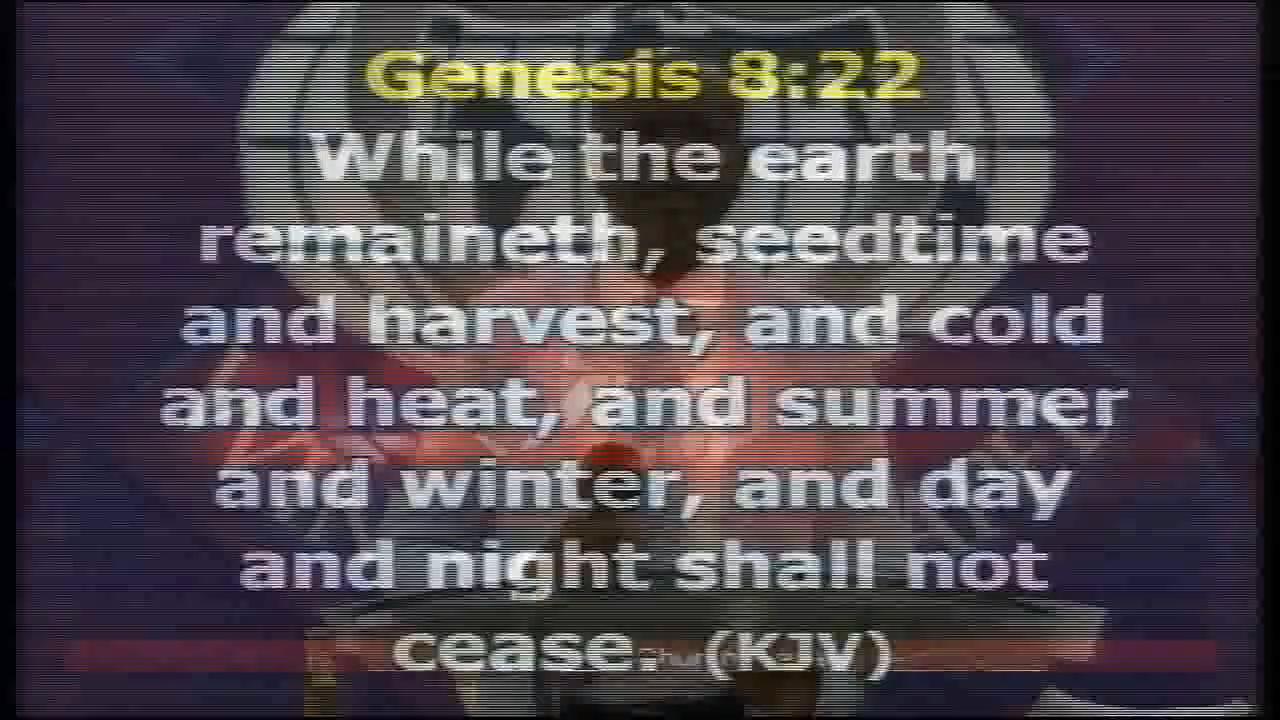 Genesis 8:22
While the earth
remaineth, seedtime
and harvest, and cold
and heat, and summer
and winter, and day
and night shall not
cease. (KJV)